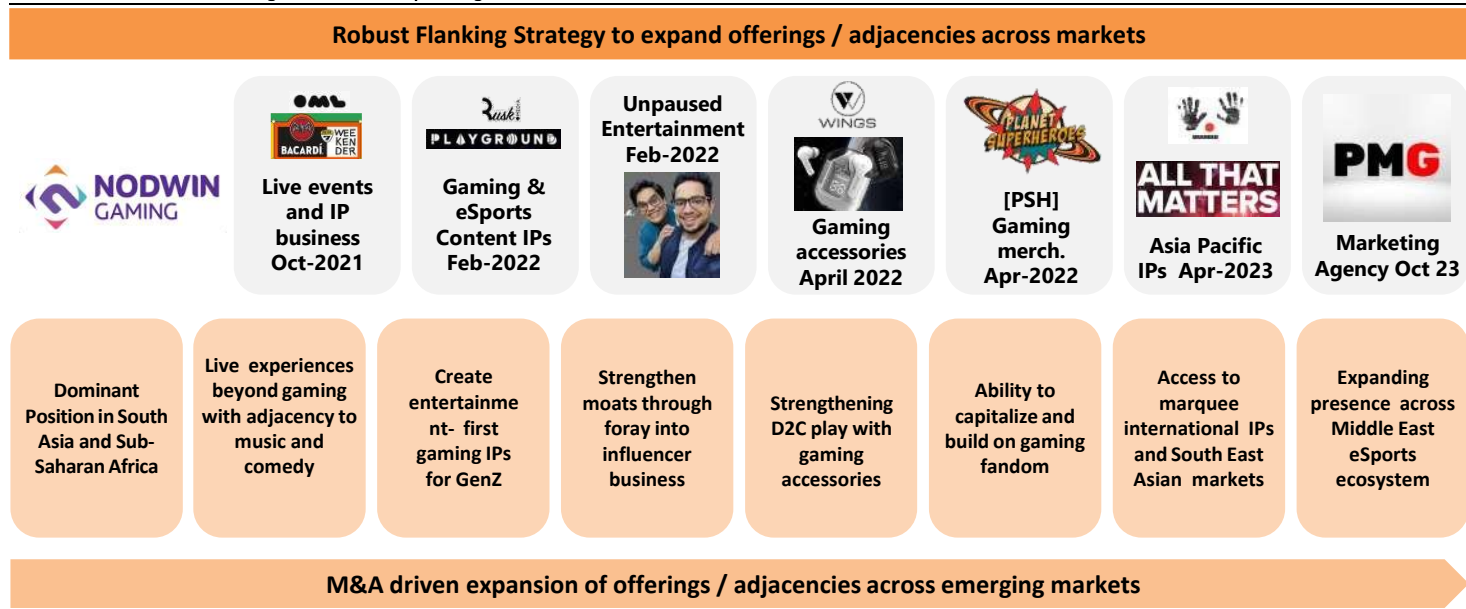 Robust Flanking Strategy to expand offerings / adjacencies across markets
NODWIN
GAMING
OML
BACARDÍ
WEE
KEN
DER
Live events
and IP
business
Oct-2021
Rusk
MEDIA
PLAYGROUND
Gaming &
eSports
Content IPs
Feb-2022
Unpaused
Entertainment
Feb-2022
WINGS
Gaming
accessories
April 2022
PLANET
SUPERHEROES
[PSH]
Gaming
merch.
Apr-2022
ALL THAT
MATTERS
Asia Pacific
IPs Apr-2023
PMG
Marketing
Agency Oct 23
Dominant
Position in South
Asia and Sub-
Saharan Africa
Live experiences
beyond gaming
with adjacency to
music and
comedy
Create
entertainme
nt- first
gaming IPs
for GenZ
Strengthen
moats through
foray into
influencer
business
Strengthening
D2C play with
gaming
accessories
Ability to
capitalize and
build on gaming
fandom
Access to
marquee
international IPs
and South East
Asian markets
Expanding
presence across
Middle East
eSports
ecosystem
M&A driven expansion of offerings / adjacencies across emerging markets